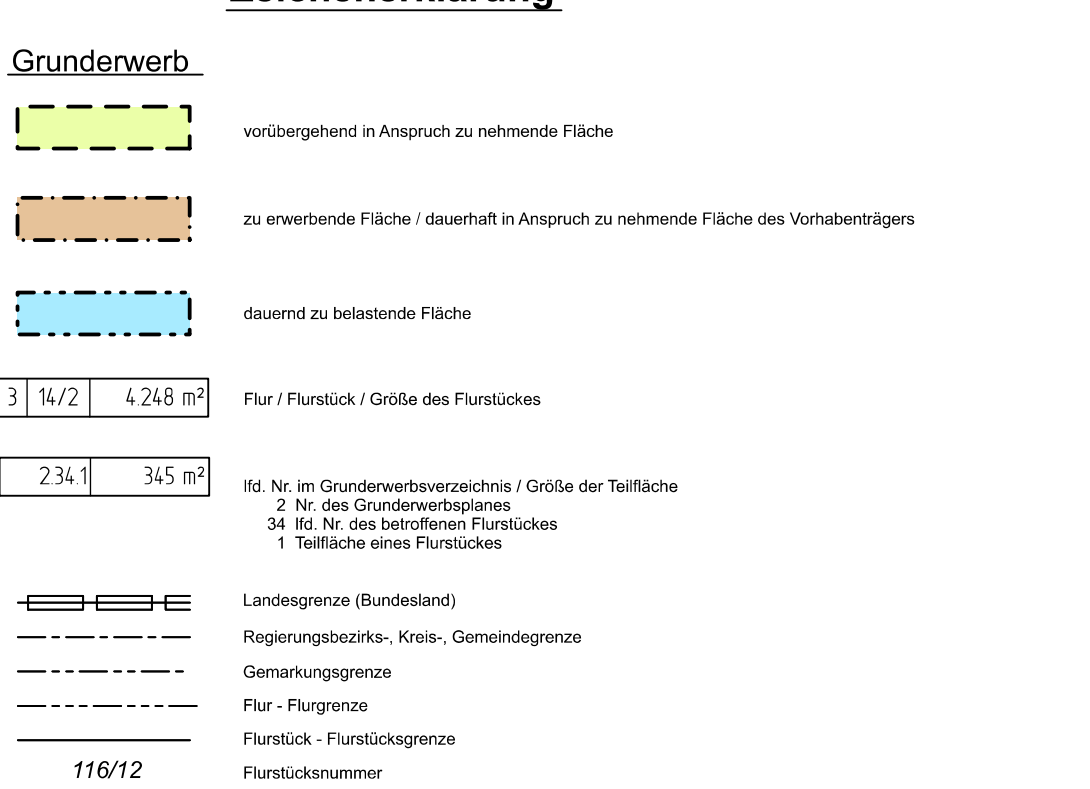 Zeichenerklärung
Grunderwerb
vorübergehend in Anspruch zu nehmende Fläche
zu erwerbende Fläche / dauerhaft in Anspruch zu nehmende Fläche des Vorhabenträgers
dauernd zu belastende Fläche
3 14/2 4.248 m² Flur / Flurstück / Größe des Flurstückes
2.34.1 345 m²
lfd. Nr. im Grunderwerbsverzeichnis / Größe der Teilfläche
2 Nr. des Grunderwerbsplanes
34 lfd. Nr. des betroffenen Flurstückes
1 Teilfläche eines Flurstückes
Landesgrenze (Bundesland)
Regierungsbezirks-, Kreis-, Gemeindegrenze
Gemarkungsgrenze
Flur - Flurgrenze
Flurstück - Flurstücksgrenze
116/12 Flurstücksnummer